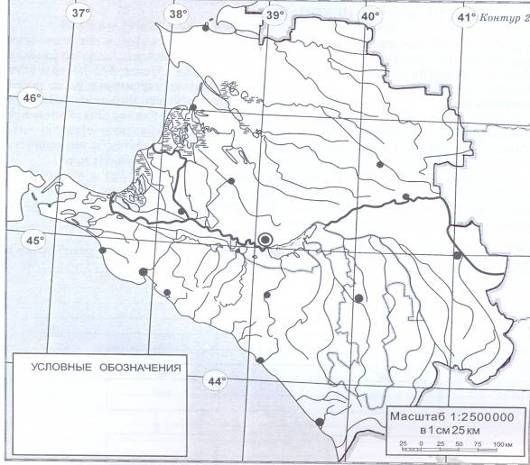 37°
38°
39°
40°
41°
Контур 2
46°
45°
44°
УСЛОВНЫЕ ОБОЗНАЧЕНИЯ
Масштаб 1:2500000
в 1 см 25 км
25 0 25 50 75 100 км